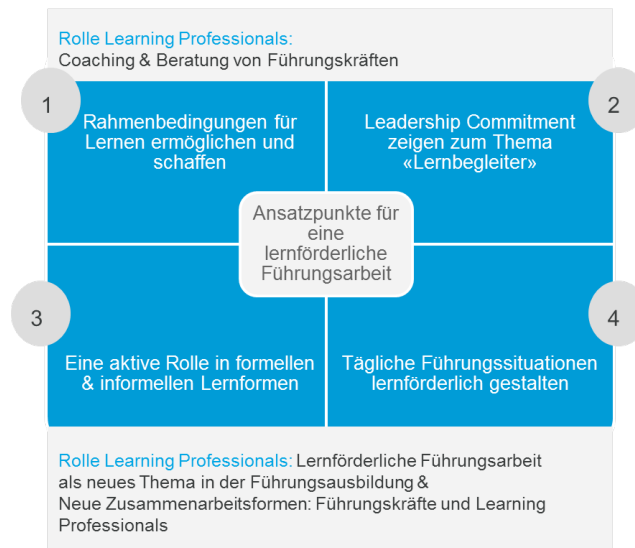 Rolle Learning Professionals:
Coaching & Beratung von Führungskräften
1
2
Rahmenbedingungen für
Lernen ermöglichen und
schaffen
Leadership Commitment
zeigen zum Thema
«Lernbegleiter»
Ansatzpunkte für
eine
lernförderliche
Führungsarbeit
3
4
Eine aktive Rolle in formellen
& informellen Lernformen
Tägliche Führungssituationen
lernförderlich gestalten
Rolle Learning Professionals: Lernförderliche Führungsarbeit
als neues Thema in der Führungsausbildung &
Neue Zusammenarbeitsformen: Führungskräfte und Learning
Professionals